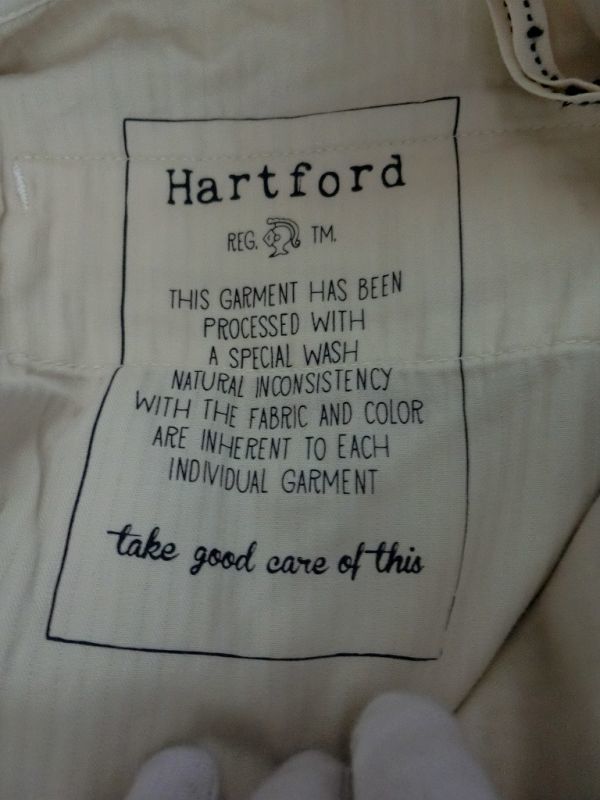 Hartford
REG. TM.
THIS GARMENT HAS BEEN
PROCESSED WITH
A SPECIAL WASH
NATURAL INCONSISTENCY
WITH THE FABRIC AND COLOR
ARE INHERENT TO EACH
INDIVIDUAL GARMENT
take good care of this